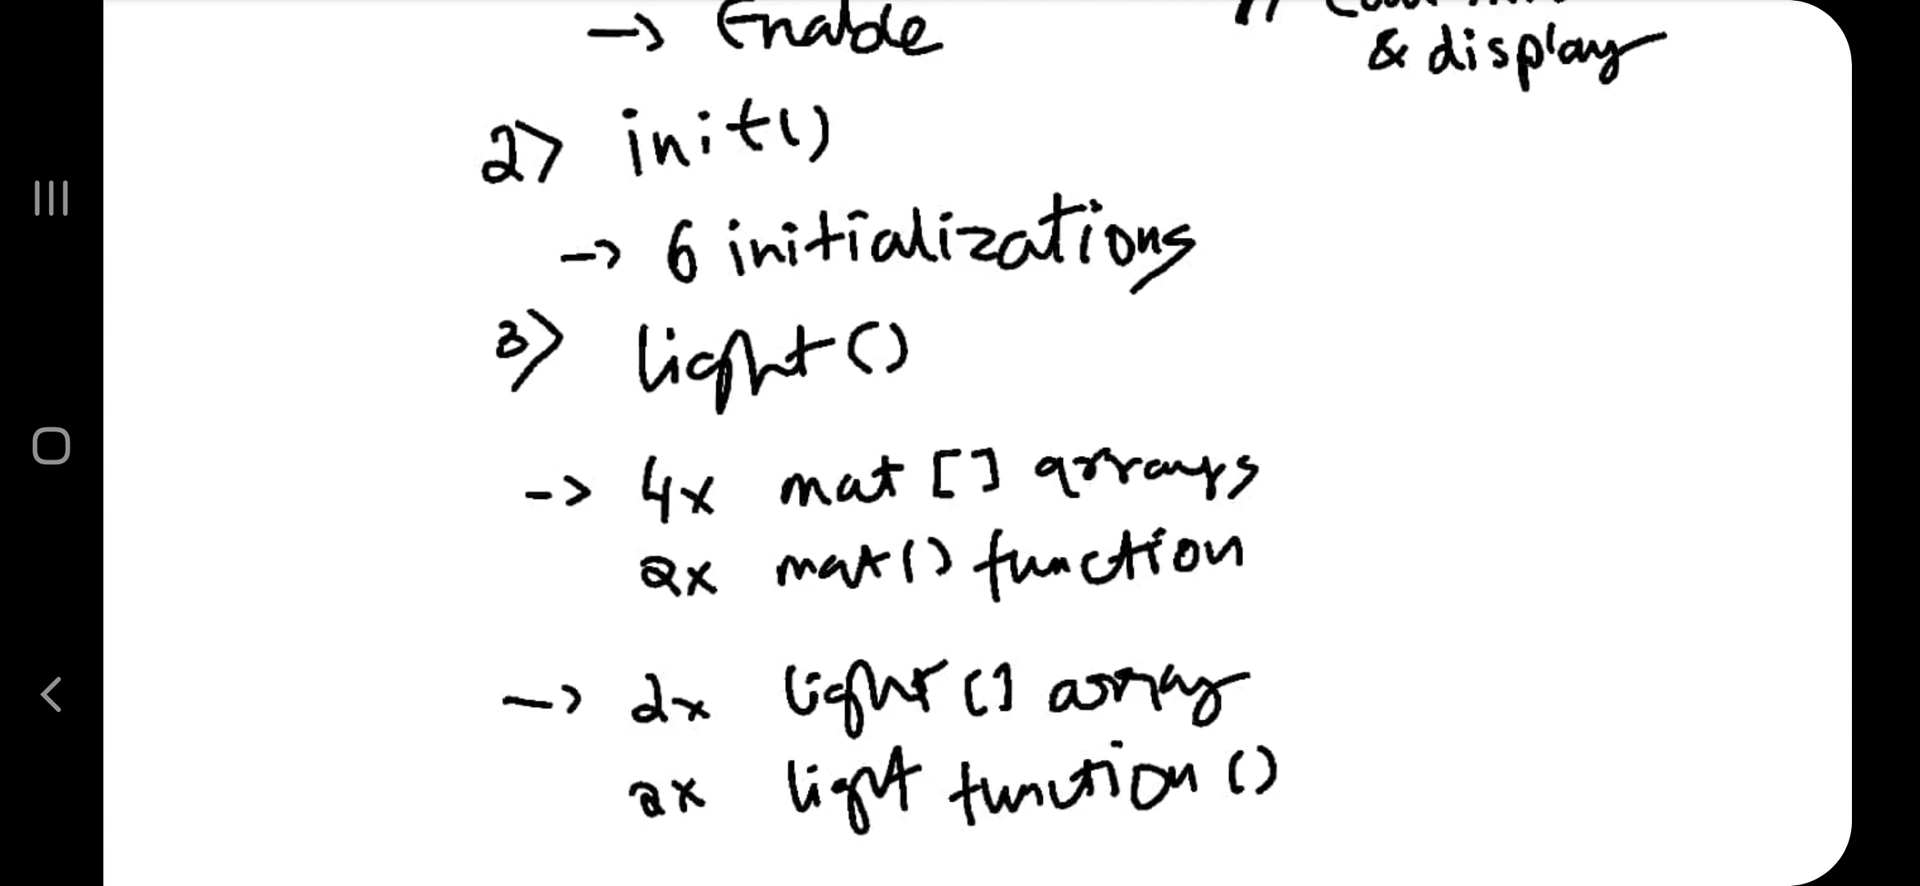 -> Enable
& display
2> init()
-> 6 initializations
3> light()
-> 4x mat [] arrays
2x mat() function
-> 2x light [] array
2x light function ()